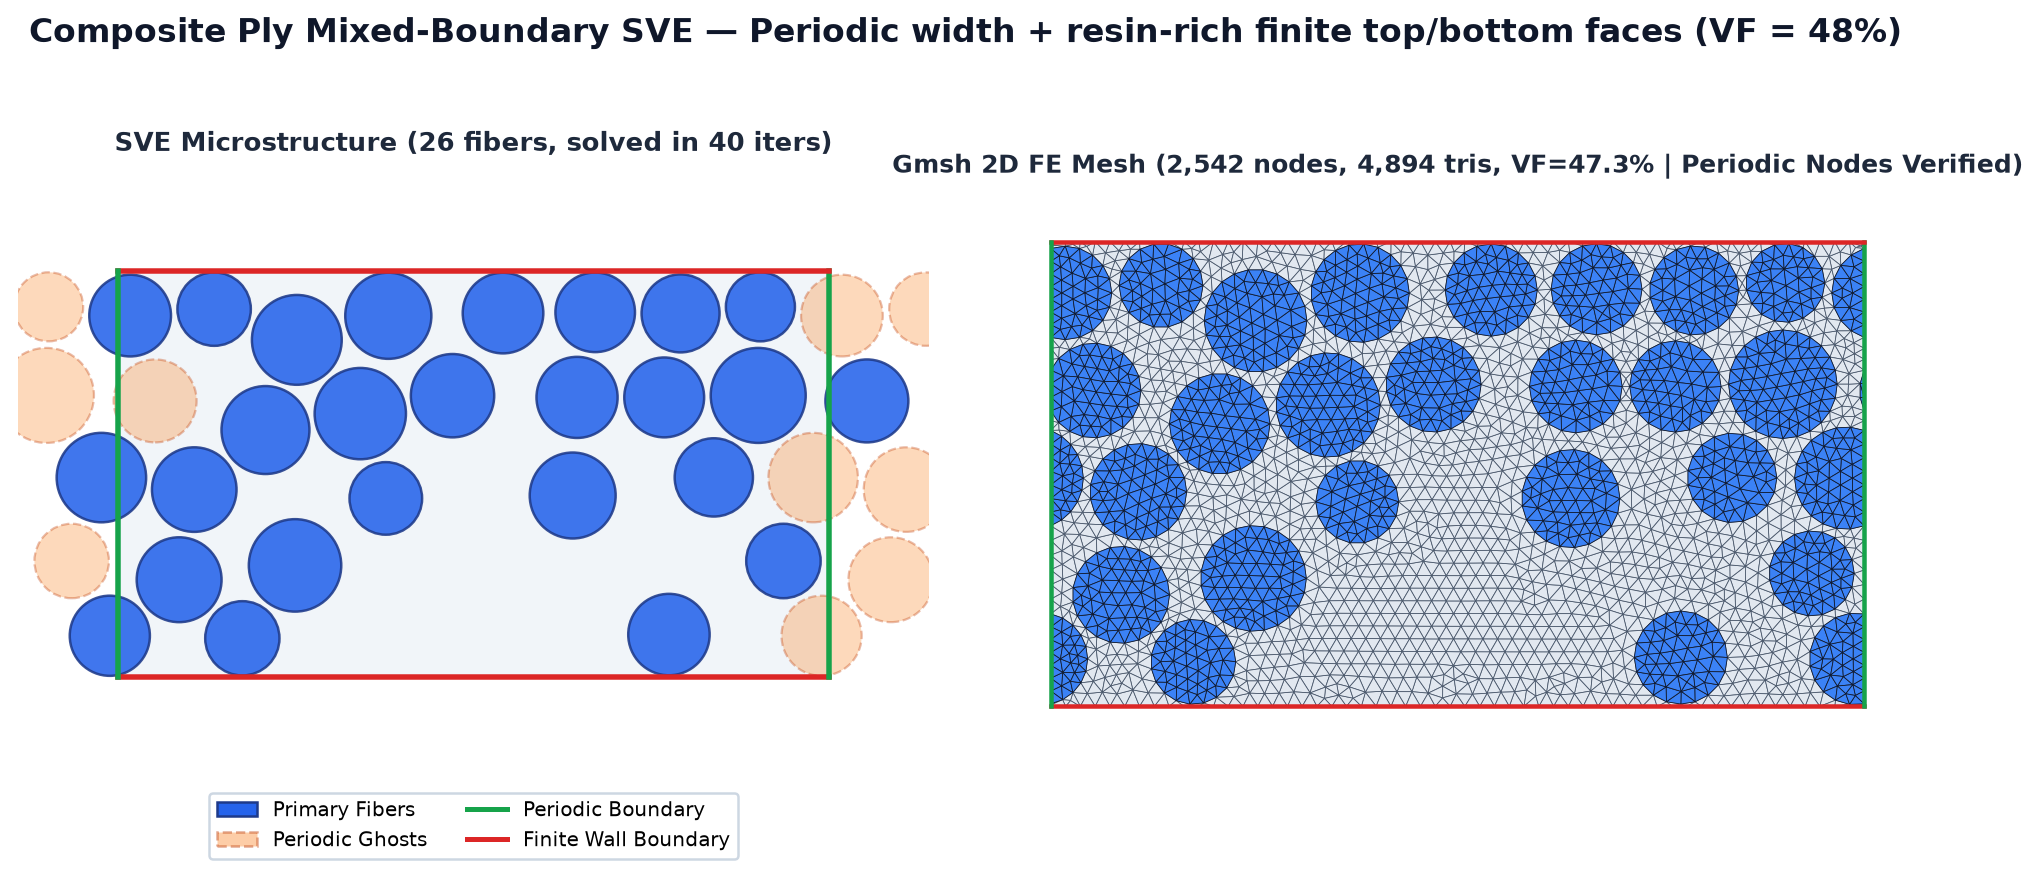 Composite Ply Mixed-Boundary SVE — Periodic width + resin-rich finite top/bottom faces (VF = 48%)
SVE Microstructure (26 fibers, solved in 40 iters)
Gmsh 2D FE Mesh (2,542 nodes, 4,894 tris, VF=47.3% | Periodic Nodes Verified)
Primary Fibers
Periodic Ghosts
Periodic Boundary
Finite Wall Boundary